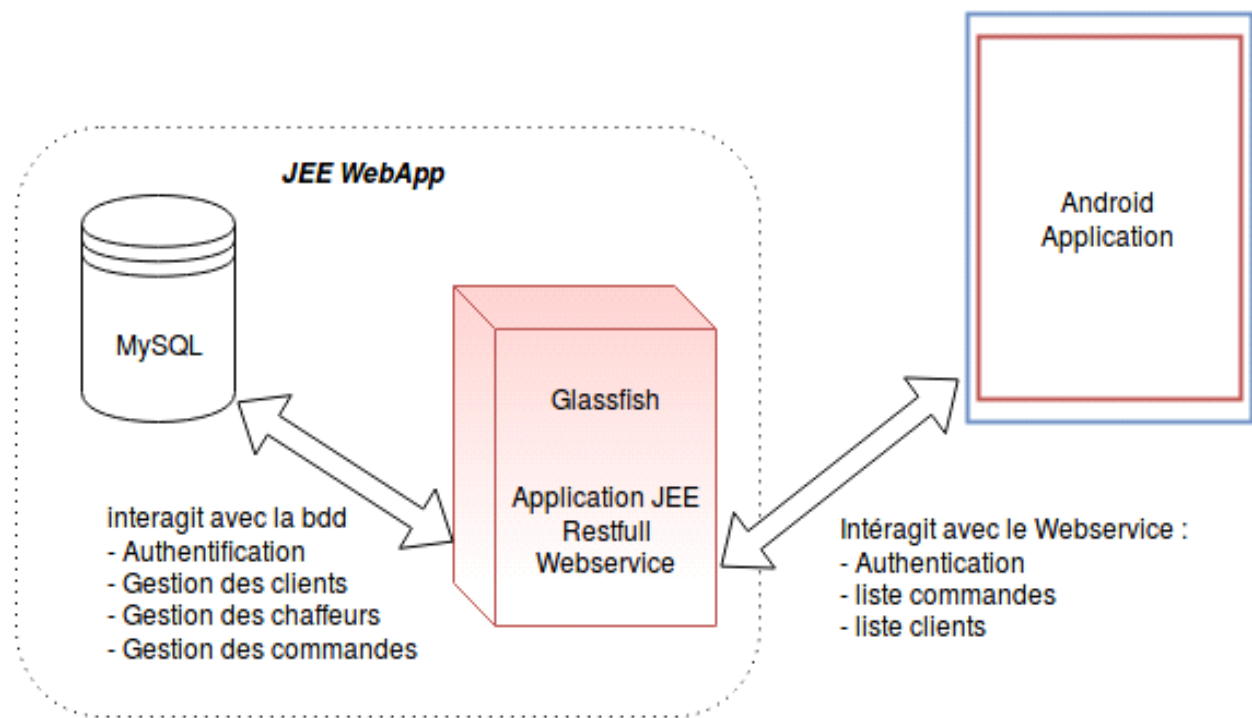 JEE WebApp
MySQL
Glassfish
Application JEE
Restfull
Webservice
Android
Application
interagit avec la bdd
- Authentification
- Gestion des clients
- Gestion des chaffeurs
- Gestion des commandes
Intéragit avec le Webservice :
- Authentication
- liste commandes
- liste clients